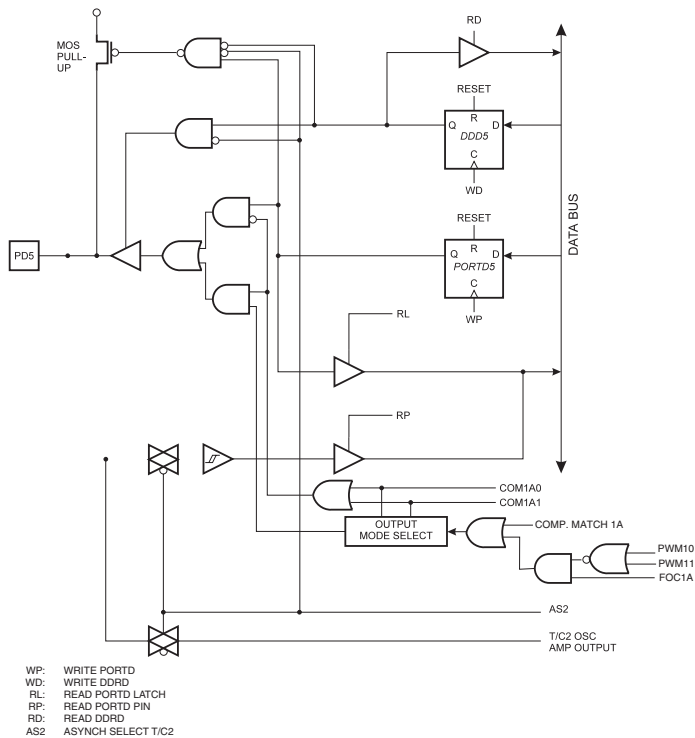 RD
MOS
PULL-
UP
RESET
R
Q
D
DDD5
C
WD
DATA BUS
RESET
R
Q
D
PORTD5
C
WP
PD5
RL
RP
COM1A0
COM1A1
OUTPUT
MODE SELECT
COMP. MATCH 1A
PWM10
PWM11
FOC1A
AS2
T/C2 OSC
AMP OUTPUT
WP: WRITE PORTD
WD: WRITE DDRD
RL: READ PORTD LATCH
RP: READ PORTD PIN
RD: READ DDRD
AS2 ASYNCH SELECT T/C2